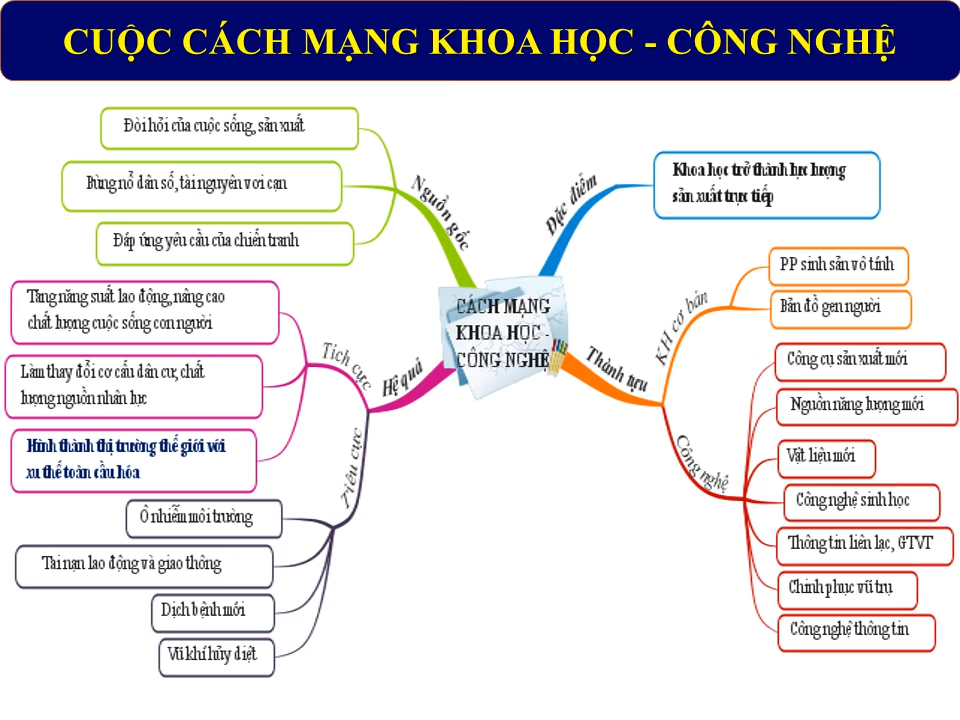 CUỘC CÁCH MẠNG KHOA HỌC - CÔNG NGHỆ
CÁCH MẠNG
KHOA HỌC -
CÔNG NGHỆ
Nguồn gốc
Đòi hỏi của cuộc sống, sản xuất
Bùng nổ dân số, tài nguyên vơi cạn
Đáp ứng yêu cầu của chiến tranh
Đặc điểm
Khoa học trở thành lực lượng
sản xuất trực tiếp
Thành tựu
KH cơ bản
PP sinh sản vô tính
Bản đồ gen người
Công nghệ
Công cụ sản xuất mới
Nguồn năng lượng mới
Vật liệu mới
Công nghệ sinh học
Thông tin liên lạc, GTVT
Chinh phục vũ trụ
Công nghệ thông tin
Hệ quả
Tích cực
Tăng năng suất lao động, nâng cao
chất lượng cuộc sống con người
Làm thay đổi cơ cấu dân cư, chất
lượng nguồn nhân lực
Hình thành thị trường thế giới với
xu thế toàn cầu hóa
Tiêu cực
Ô nhiễm môi trường
Tai nạn lao động và giao thông
Dịch bệnh mới
Vũ khí hủy diệt